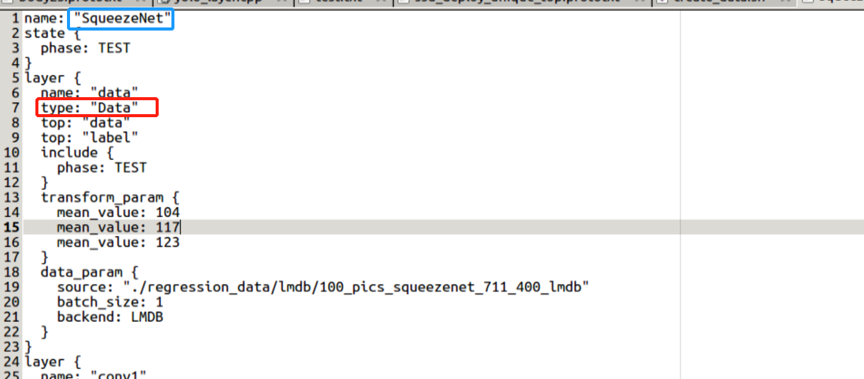 1 name: "SqueezeNet"
2 state {
3   phase: TEST
4 }
5 layer {
6   name: "data"
7   type: "Data"
8   top: "data"
9   top: "label"
10   include {
11     phase: TEST
12   }
13   transform_param {
14     mean_value: 104
15     mean_value: 117
16     mean_value: 123
17   }
18   data_param {
19     source: "./regression_data/lmdb/100_pics_squeezenet_711_400_lmdb"
20     batch_size: 1
21     backend: LMDB
22   }
23 }
24 layer {
25   name: "conv1"